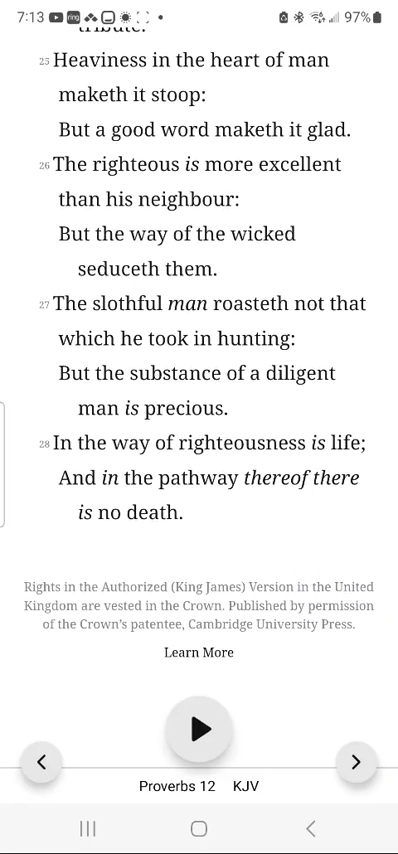 7:13 ring 97%
tribute:
25 Heaviness in the heart of man
maketh it stoop:
But a good word maketh it glad.
26 The righteous is more excellent
than his neighbour:
But the way of the wicked
seduceth them.
27 The slothful man roasteth not that
which he took in hunting:
But the substance of a diligent
man is precious.
28 In the way of righteousness is life;
And in the pathway thereof there
is no death.
Rights in the Authorized (King James) Version in the United
Kingdom are vested in the Crown. Published by permission
of the Crown’s patentee, Cambridge University Press.
Learn More
Proverbs 12 KJV